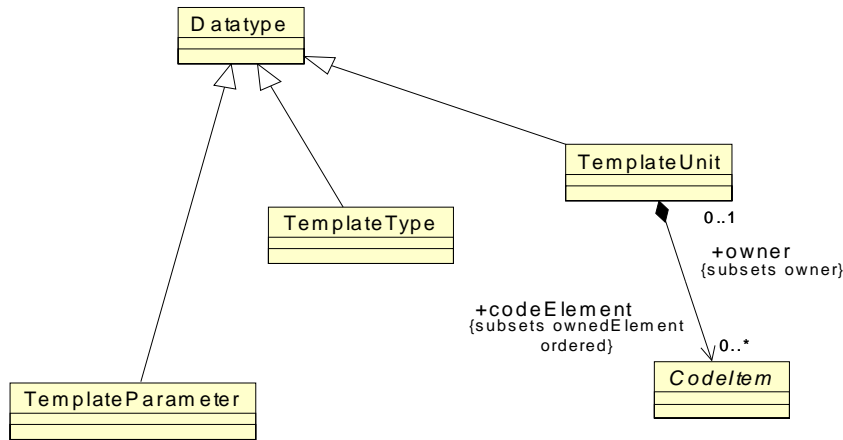 Datatype
TemplateUnit
0..1
TemplateType
+owner
{subsets owner}
+codeElement
{subsets ownedElement
ordered}
0..*
CodeItem
TemplateParameter